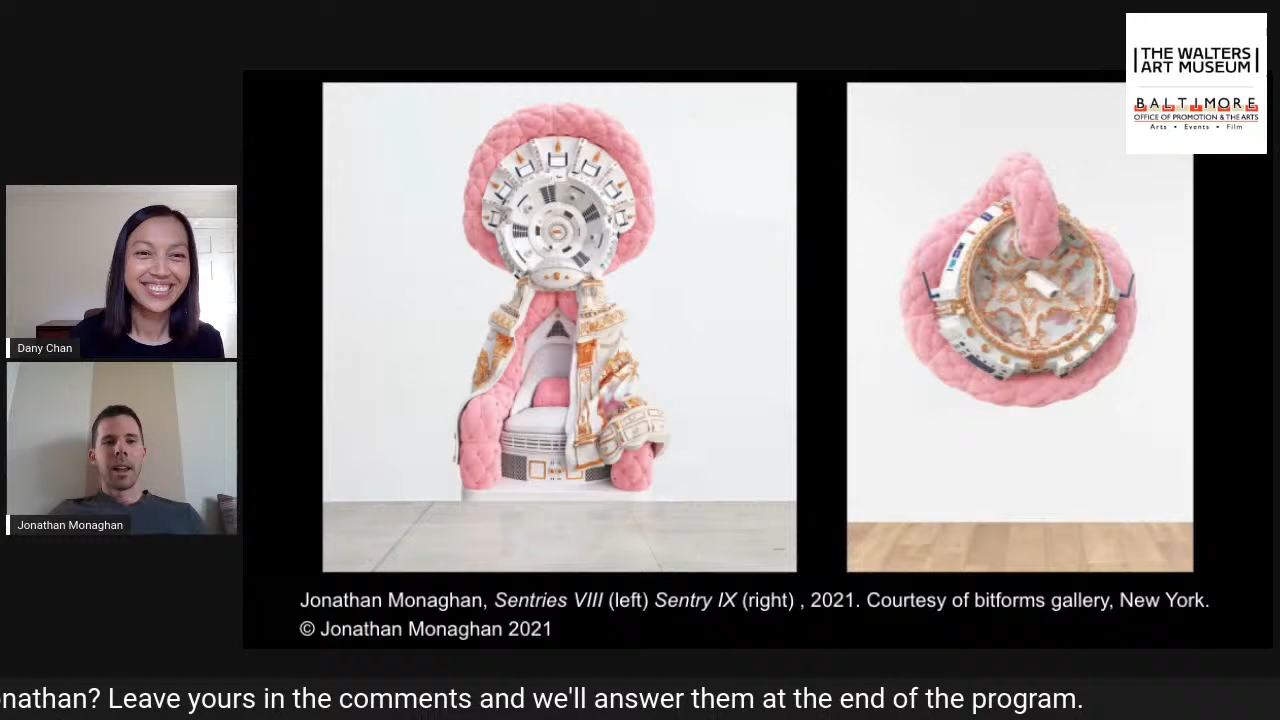 |THE WALTERS
ART MUSEUM|
BALTIMORE
OFFICE OF PROMOTION & THE ARTS
Arts • Events • Film
Dany Chan
Jonathan Monaghan
Jonathan Monaghan, Sentries VIII (left) Sentry IX (right) , 2021. Courtesy of bitforms gallery, New York.
© Jonathan Monaghan 2021
onathan? Leave yours in the comments and we'll answer them at the end of the program.